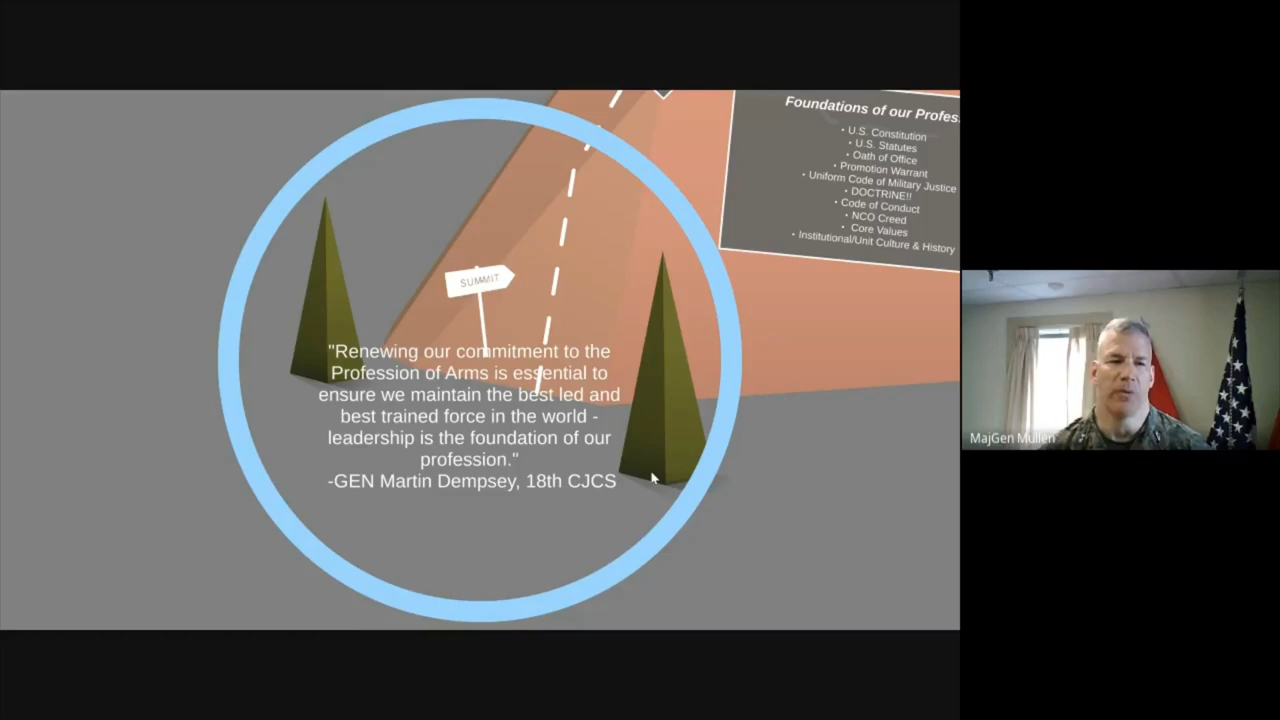 Foundations of our Profes
• U.S. Constitution
• U.S. Statutes
• Oath of Office
• Promotion Warrant
• Uniform Code of Military Justice
• DOCTRINE!!
• Code of Conduct
• NCO Creed
• Core Values
• Institutional/Unit Culture & History
SUMMIT
"Renewing our commitment to the
Profession of Arms is essential to
ensure we maintain the best led and
best trained force in the world -
leadership is the foundation of our
profession."
-GEN Martin Dempsey, 18th CJCS
MajGen Mullen